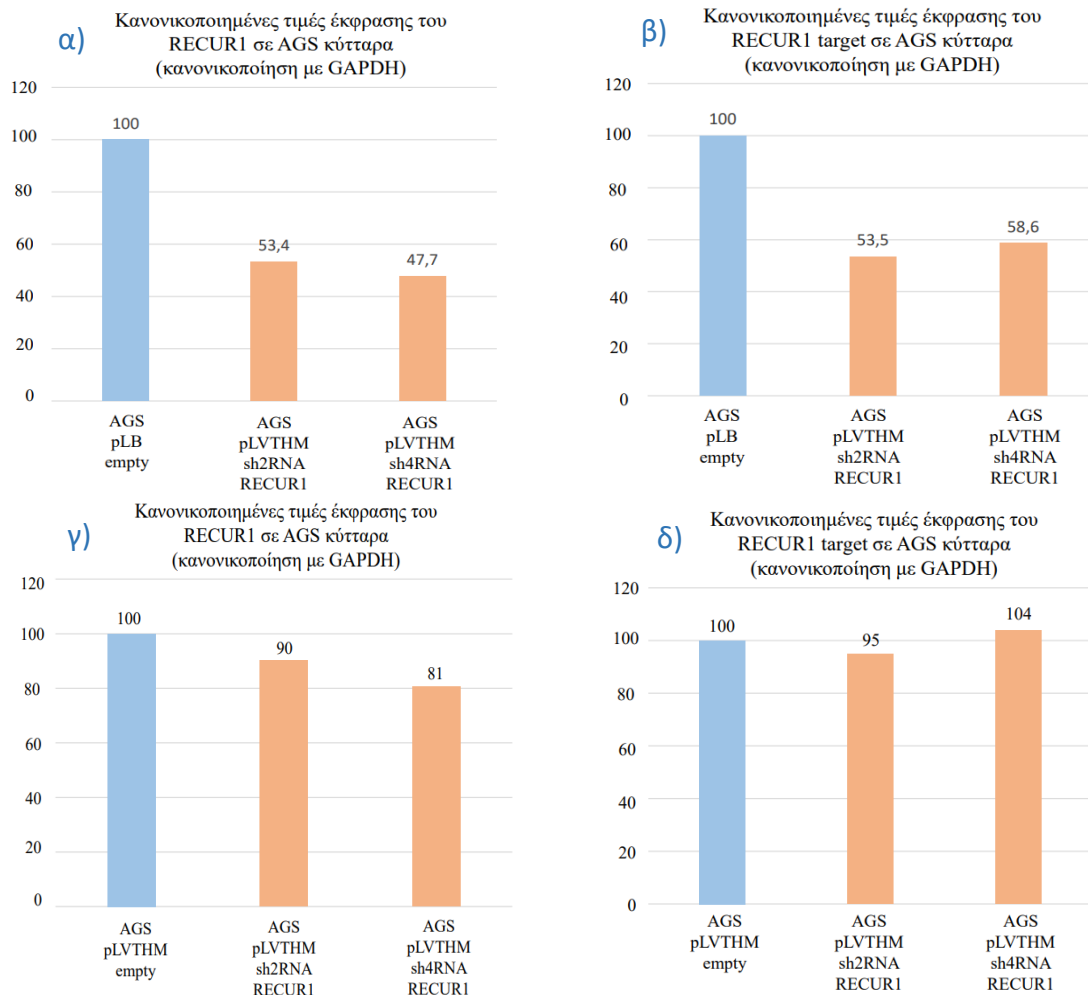 α)
Κανονικοποιημένες τιμές έκφρασης του
RECUR1 σε AGS κύτταρα
(κανονικοποίηση με GAPDH)
120
100
80
60
40
20
0
100
53,4
47,7
AGS
pLB
empty
AGS
pLVTHM
sh2RNA
RECUR1
AGS
pLVTHM
sh4RNA
RECUR1
β)
Κανονικοποιημένες τιμές έκφρασης του
RECUR1 target σε AGS κύτταρα
(κανονικοποίηση με GAPDH)
120
100
80
60
40
20
0
100
53,5
58,6
AGS
pLB
empty
AGS
pLVTHM
sh2RNA
RECUR1
AGS
pLVTHM
sh4RNA
RECUR1
γ)
Κανονικοποιημένες τιμές έκφρασης του
RECUR1 σε AGS κύτταρα
(κανονικοποίηση με GAPDH)
120
100
80
60
40
20
0
100
90
81
AGS
pLVTHM
empty
AGS
pLVTHM
sh2RNA
RECUR1
AGS
pLVTHM
sh4RNA
RECUR1
δ)
Κανονικοποιημένες τιμές έκφρασης του
RECUR1 target σε AGS κύτταρα
(κανονικοποίηση με GAPDH)
120
100
80
60
40
20
0
100
95
104
AGS
pLVTHM
empty
AGS
pLVTHM
sh2RNA
RECUR1
AGS
pLVTHM
sh4RNA
RECUR1